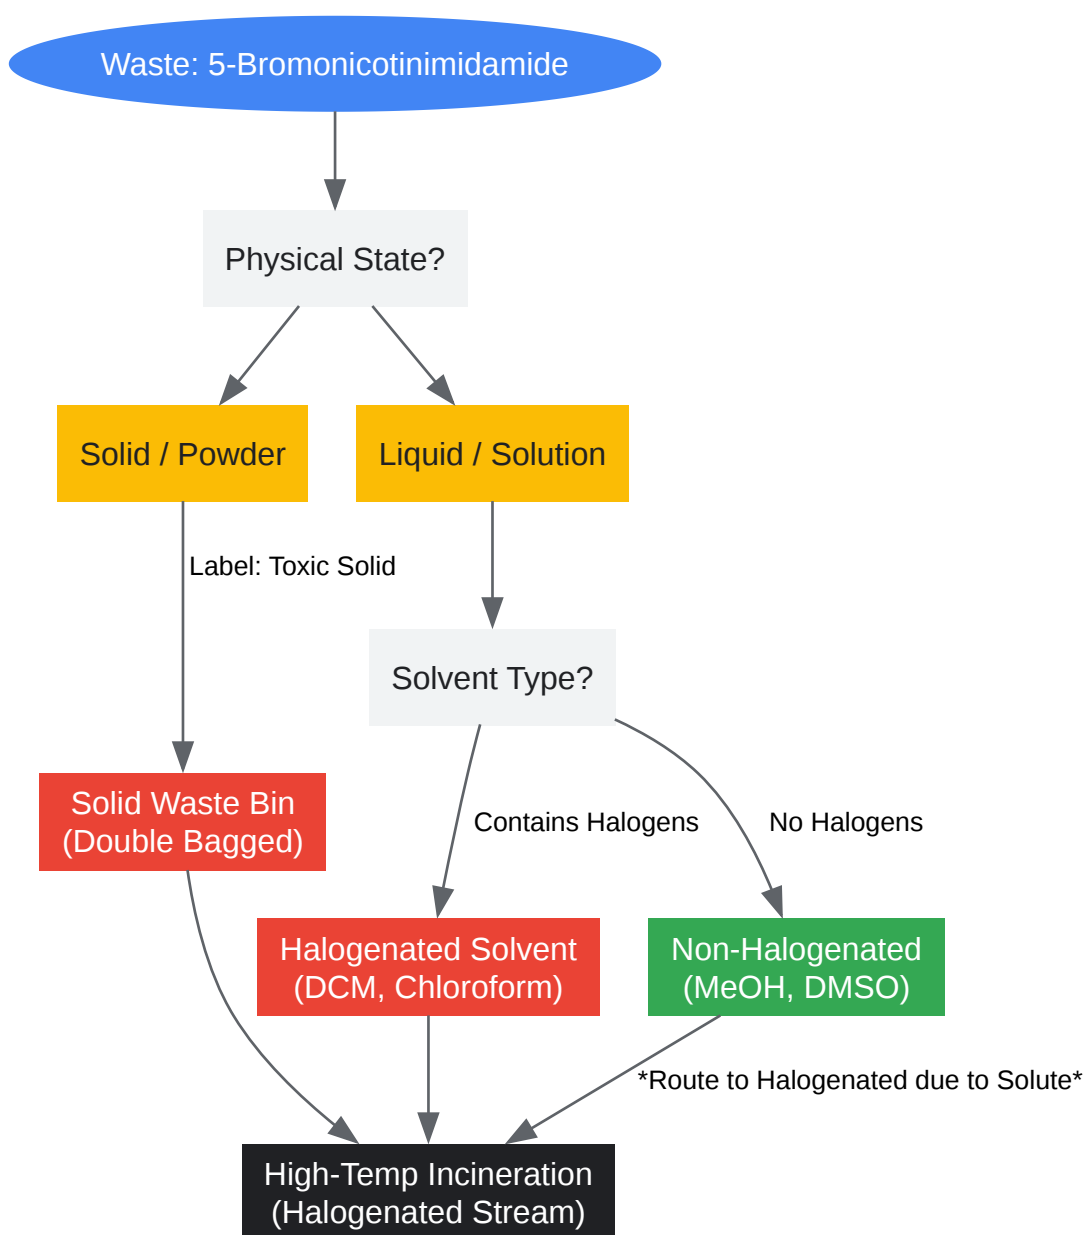 Waste: 5-Bromonicotinimidamide
Physical State?
Solid / Powder
Liquid / Solution
Label: Toxic Solid
Solvent Type?
Solid Waste Bin
(Double Bagged)
Contains Halogens
No Halogens
Halogenated Solvent
(DCM, Chloroform)
Non-Halogenated
(MeOH, DMSO)
*Route to Halogenated due to Solute*
High-Temp Incineration
(Halogenated Stream)